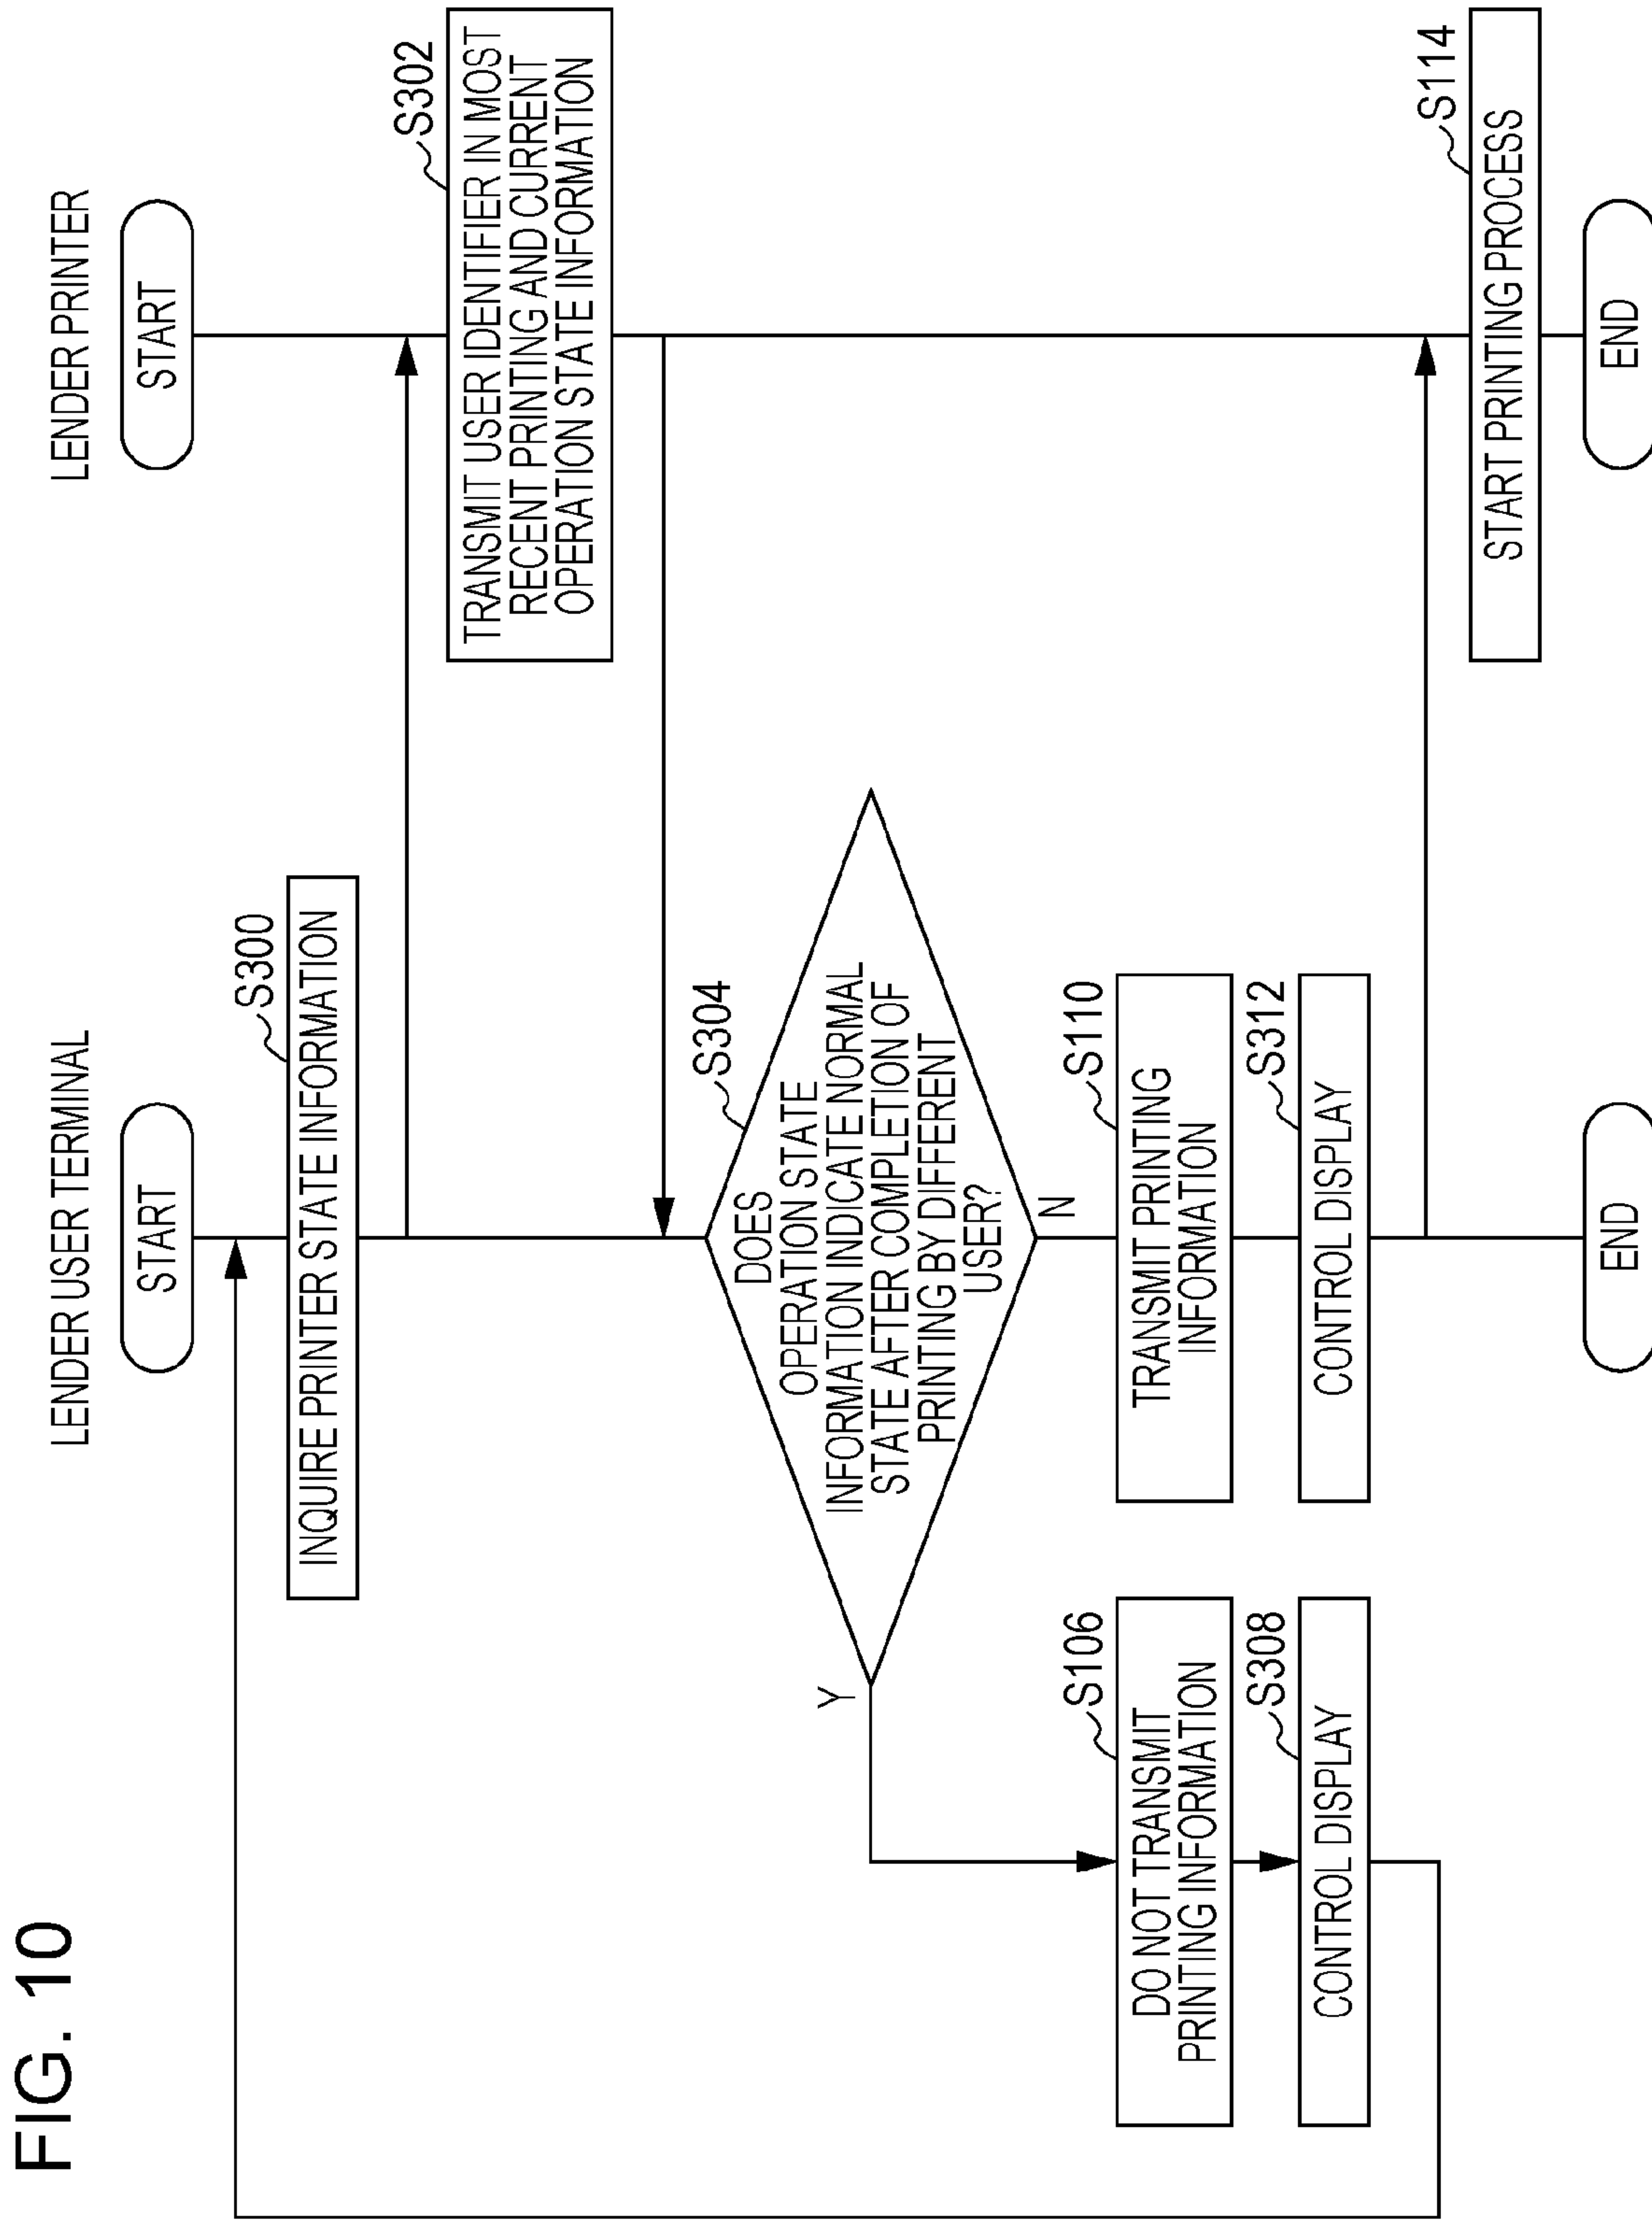 FIG. 10
LENDER USER TERMINAL
LENDER PRINTER
START
START
S300
INQUIRE PRINTER STATE INFORMATION
S302
TRANSMIT USER IDENTIFIER IN MOST
RECENT PRINTING AND CURRENT
OPERATION STATE INFORMATION
S304
DOES
OPERATION STATE
INFORMATION INDICATE NORMAL
STATE AFTER COMPLETION OF
PRINTING BY DIFFERENT
USER?
Y
N
S106
DO NOT TRANSMIT
PRINTING INFORMATION
S110
TRANSMIT PRINTING
INFORMATION
S308
CONTROL DISPLAY
S312
CONTROL DISPLAY
S114
START PRINTING PROCESS
END
END